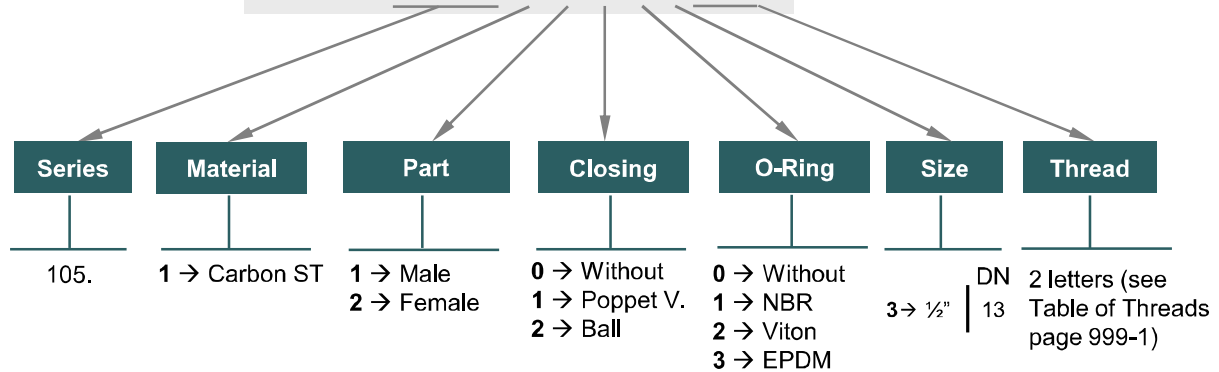 Series
Material
Part
Closing
O-Ring
Size
Thread
105.
1 → Carbon ST
1 → Male
2 → Female
0 → Without
1 → Poppet V.
2 → Ball
0 → Without
1 → NBR
2 → Viton
3 → EPDM
DN
3 → ½” | 13
2 letters (see
Table of Threads
page 999-1)